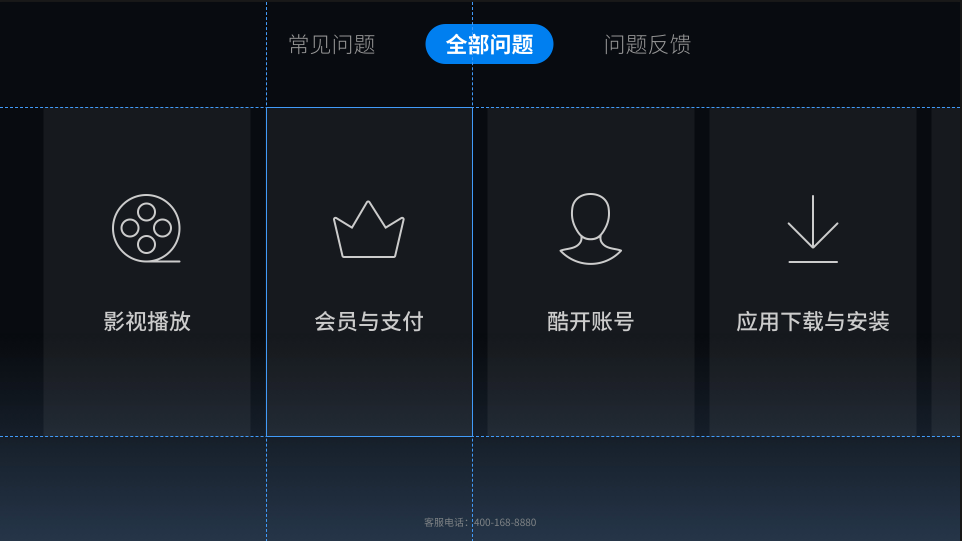 常见问题
全部问题
问题反馈
影视播放
会员与支付
酷开账号
应用下载与安装
客服电话：400-168-8880